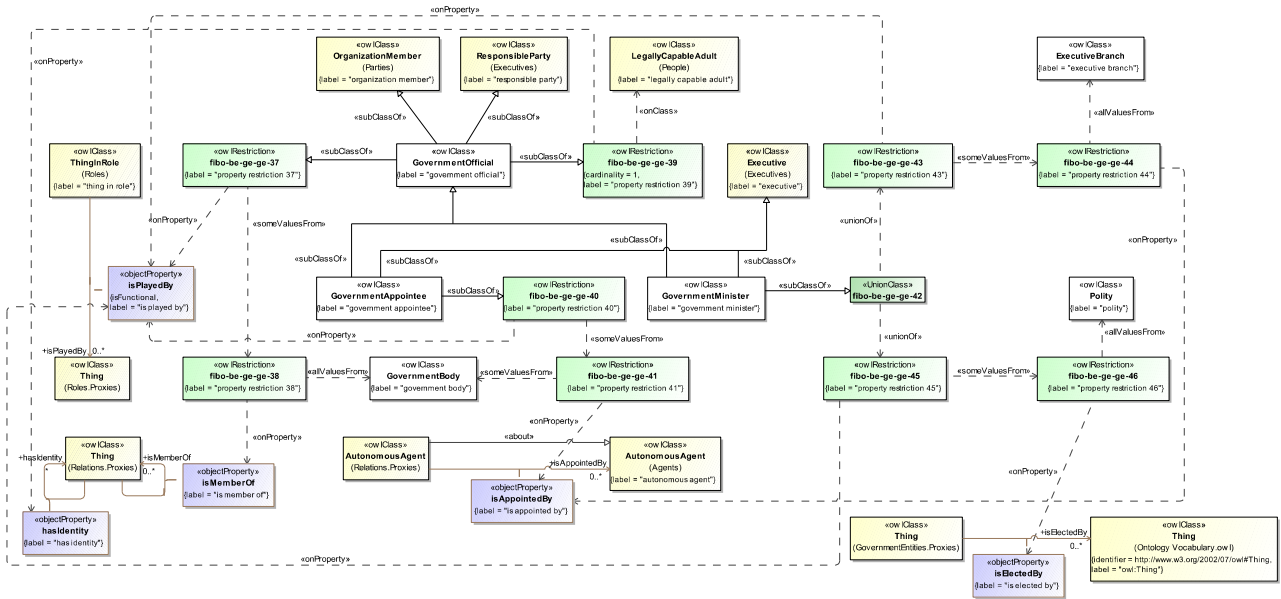 «onProperty»
«onProperty»
«owlClass»
OrganizationMember
(Parties)
{label = "organization member"}
«owlClass»
ResponsibleParty
(Executives)
{label = "responsible party"}
«owlClass»
LegallyCapableAdult
(People)
{label = "legally capable adult"}
«owlClass»
ExecutiveBranch
{label = "executive branch"}
«subClassOf»
«subClassOf»
«onClass»
«allValuesFrom»
«owlClass»
ThingInRole
(Roles)
{label = "thing in role"}
«owlRestriction»
fibo-be-ge-ge-37
{label = "property restriction 37"}
«subClassOf»
«owlClass»
GovernmentOfficial
{label = "government official"}
«subClassOf»
«owlRestriction»
fibo-be-ge-ge-39
{cardinality = 1,
label = "property restriction 39"}
«owlClass»
Executive
(Executives)
{label = "executive"}
«owlRestriction»
fibo-be-ge-ge-43
{label = "property restriction 43"}
«someValuesFrom»
«owlRestriction»
fibo-be-ge-ge-44
{label = "property restriction 44"}
«onProperty»
«someValuesFrom»
«unionOf»
«onProperty»
«subClassOf»
«subClassOf»
«subClassOf»
«subClassOf»
«objectProperty»
isPlayedBy
{isFunctional,
label = "is played by"}
«owlClass»
GovernmentAppointee
{label = "government appointee"}
«subClassOf»
«owlRestriction»
fibo-be-ge-ge-40
{label = "property restriction 40"}
«owlClass»
GovernmentMinister
{label = "government minister"}
«subClassOf»
«UnionClass»
fibo-be-ge-ge-42
«owlClass»
Polity
{label = "polity"}
«onProperty»
«someValuesFrom»
«unionOf»
«allValuesFrom»
+isPlayedBy 0..*
«owlClass»
Thing
(Roles.Proxies)
«owlRestriction»
fibo-be-ge-ge-38
{label = "property restriction 38"}
«allValuesFrom»
«owlClass»
GovernmentBody
{label = "government body"}
«someValuesFrom»
«owlRestriction»
fibo-be-ge-ge-41
{label = "property restriction 41"}
«owlRestriction»
fibo-be-ge-ge-45
{label = "property restriction 45"}
«someValuesFrom»
«owlRestriction»
fibo-be-ge-ge-46
{label = "property restriction 46"}
«onProperty»
«onProperty»
«onProperty»
+hasIdentity
*
«owlClass»
Thing
(Relations.Proxies)
+isMemberOf
0..*
«objectProperty»
isMemberOf
{label = "is member of"}
«owlClass»
AutonomousAgent
(Relations.Proxies)
«about»
+isAppointedBy
0..*
«owlClass»
AutonomousAgent
(Agents)
{label = "autonomous agent"}
«objectProperty»
isAppointedBy
{label = "is appointed by"}
«objectProperty»
hasIdentity
{label = "has identity"}
«onProperty»
«owlClass»
Thing
(GovernmentEntities.Proxies)
+isElectedBy
0..*
«owlClass»
Thing
(Ontology Vocabulary.owl)
{identifier = http://www.w3.org/2002/07/owl#Thing,
label = "owl:Thing"}
«objectProperty»
isElectedBy
{label = "is elected by"}